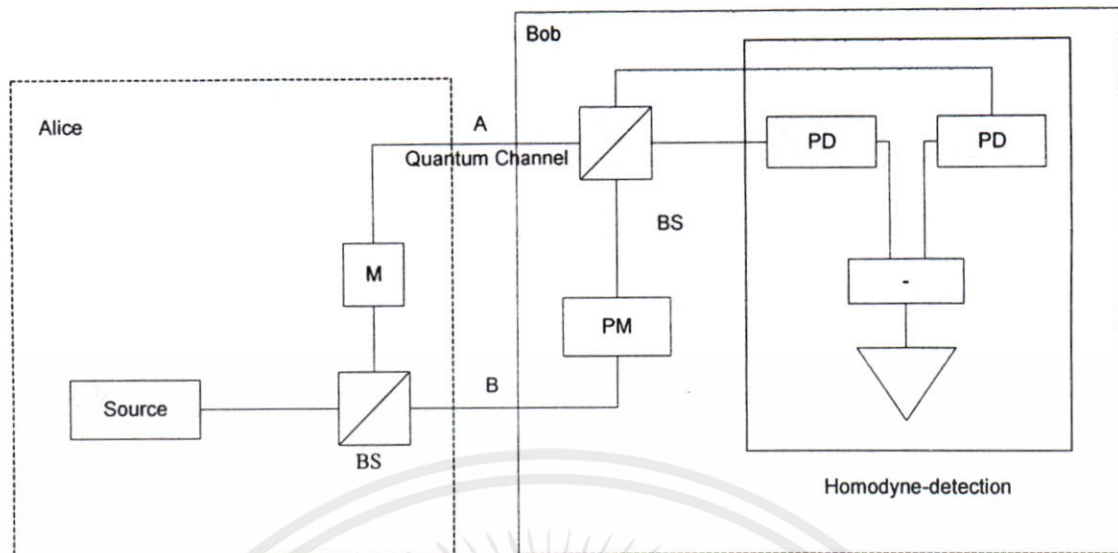 Bob
Alice
A
Quantum Channel
PD
PD
BS
M
-
PM
B
Source
BS
Homodyne-detection